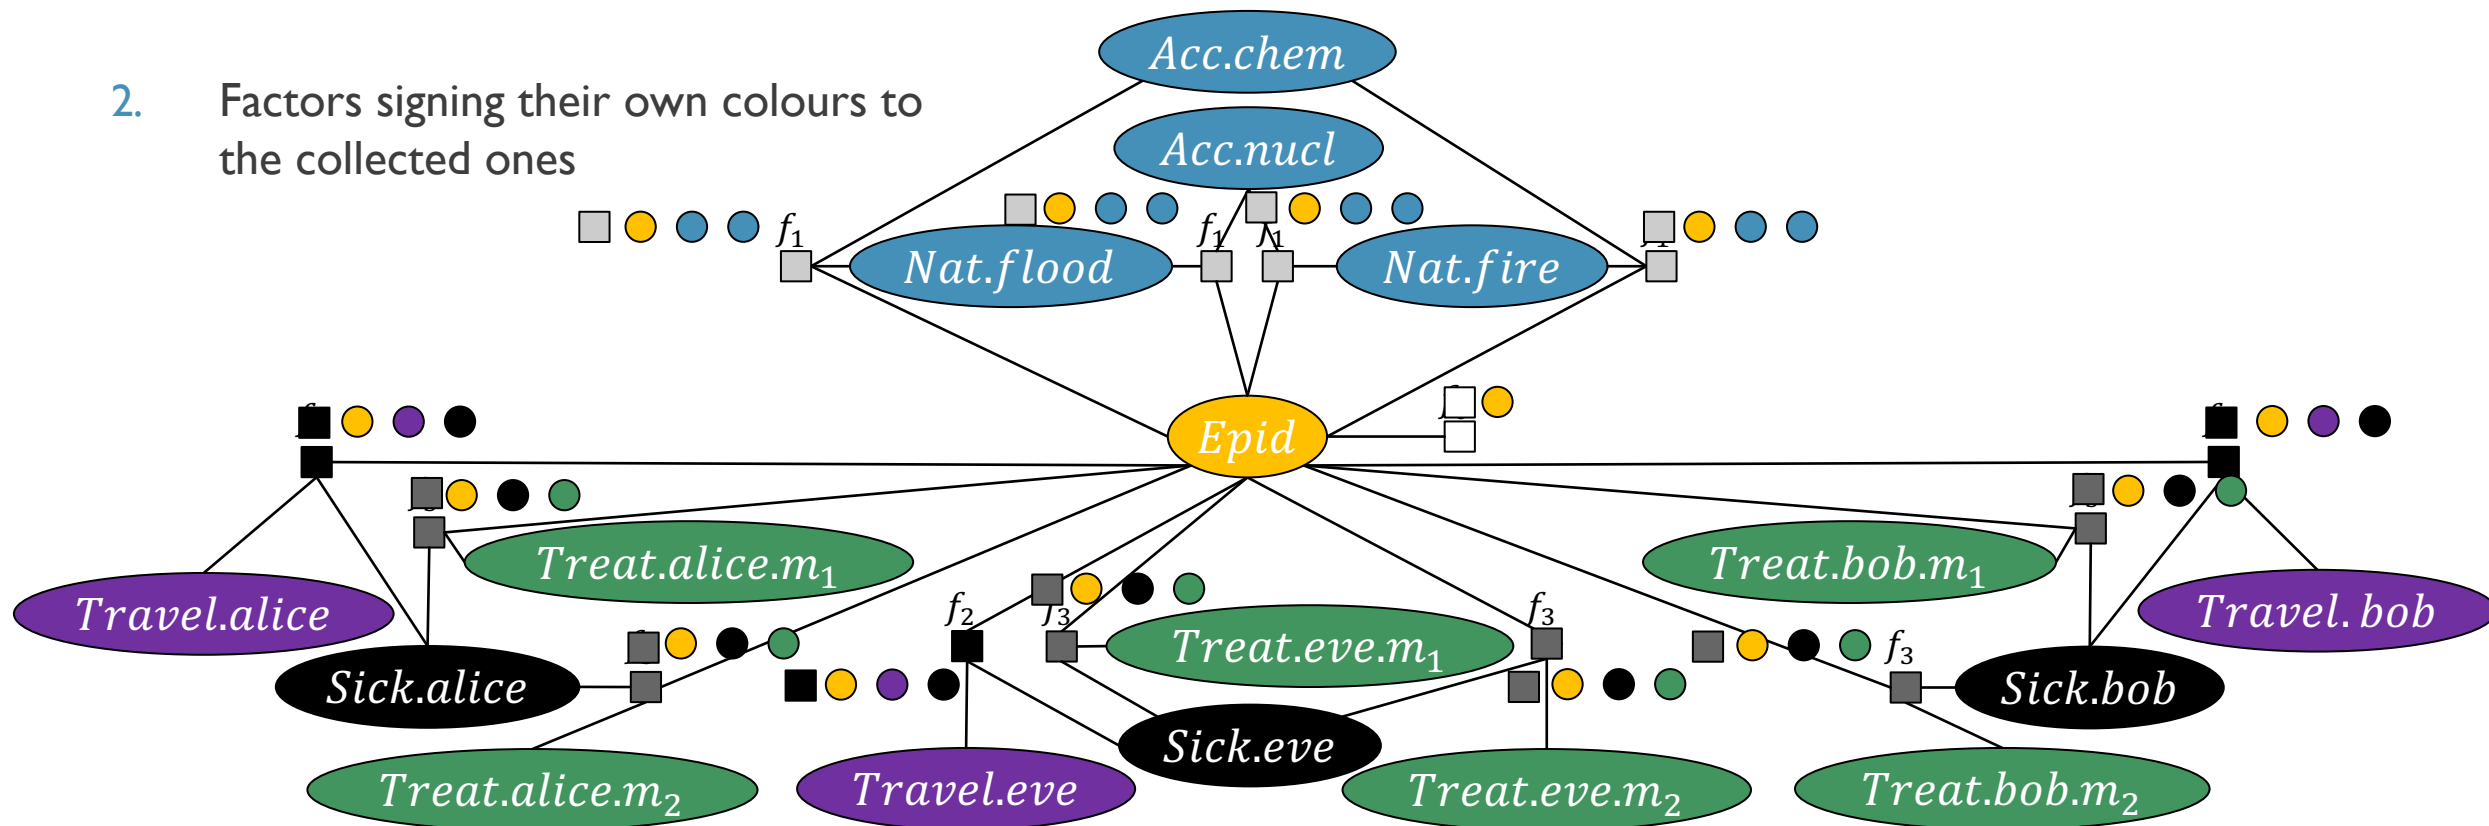 Acc.chem
2. Factors signing their own colours to
the collected ones
Acc.nucl
f₁
f₁
Nat.flood
Nat.fire
Epid
Treat.alice.m₁
Treat.bob.m₁
Travel.alice
f₂
f₃
f₃
Travel. bob
Treat.eve.m₁
f₃
Sick.alice
Sick.bob
Sick.eve
Treat.alice.m₂
Travel.eve
Treat.eve.m₂
Treat.bob.m₂